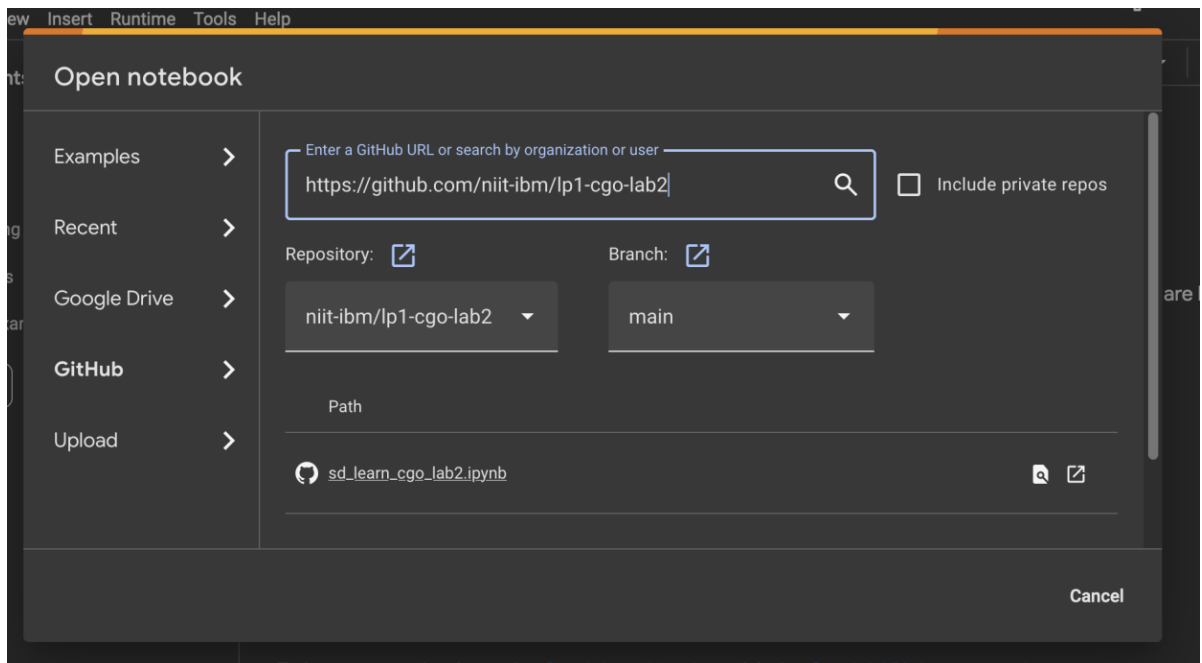 Insert Runtime Tools Help
Open notebook
Examples
Recent
Google Drive
GitHub
Upload
Enter a GitHub URL or search by organization or user
https://github.com/niit-ibm/lp1-cgo-lab2
Include private repos
Repository:
Branch:
niit-ibm/lp1-cgo-lab2
main
Path
sd_learn_cgo_lab2.ipynb
Cancel
are